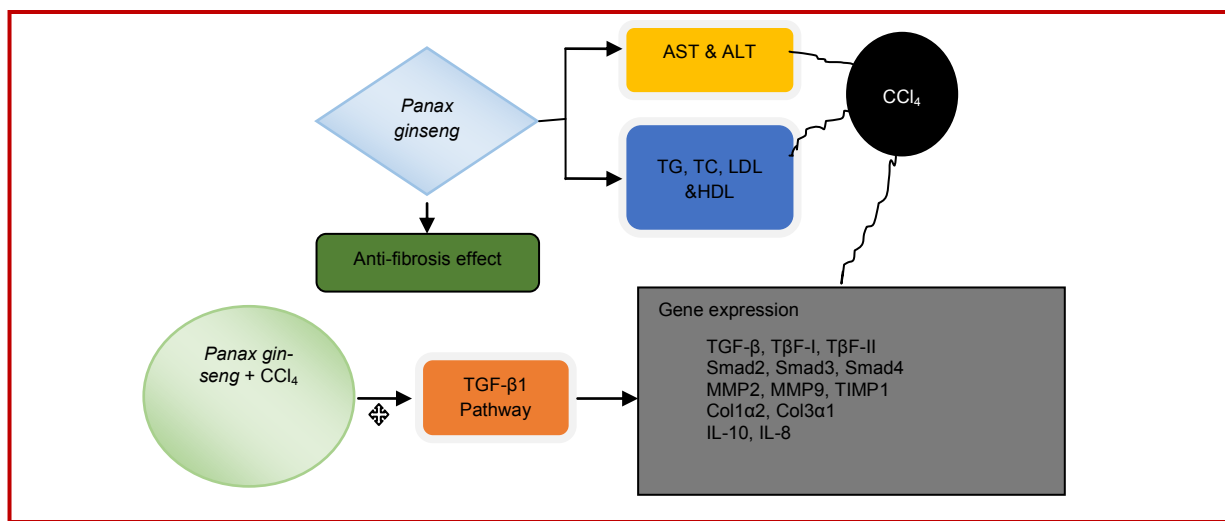 AST & ALT
CCl₄
Panax
ginseng
TG, TC, LDL
&HDL
Anti-fibrosis effect
Gene expression
TGF-β, TβF-I, TβF-II
Smad2, Smad3, Smad4
MMP2, MMP9, TIMP1
Col1α2, Col3α1
IL-10, IL-8
Panax gin-
seng + CCl₄
TGF-β1
Pathway